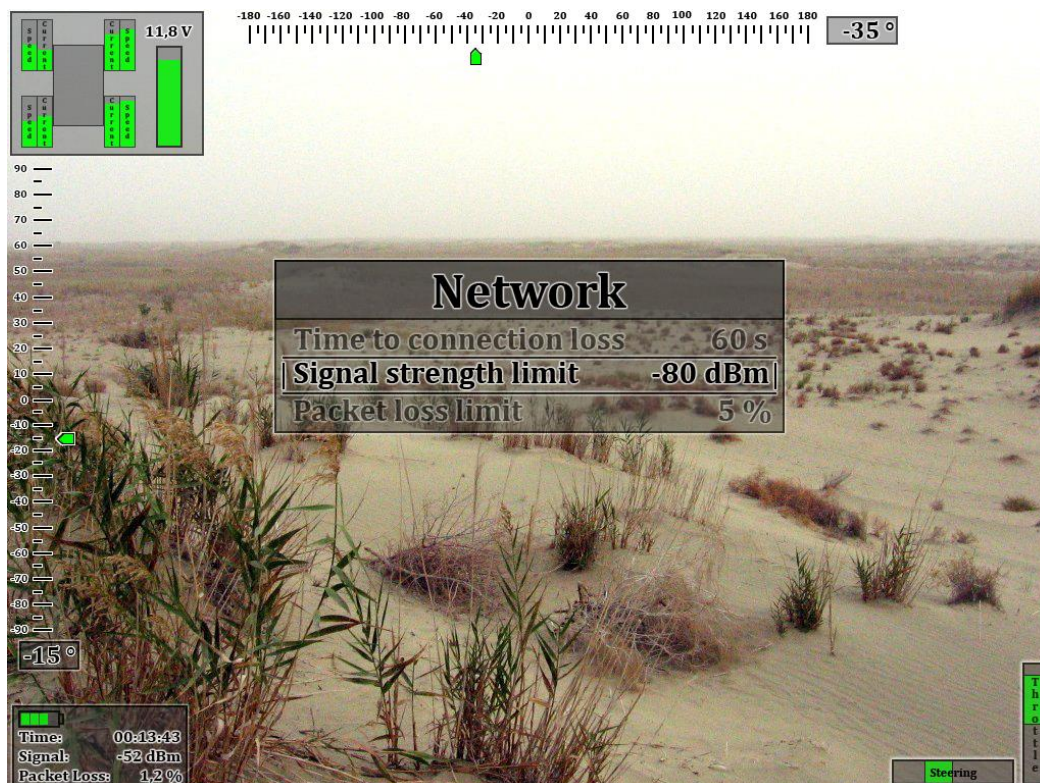 -180 -160 -140 -120 -100 -80 -60 -40 -20 0 20 40 60 80 100 120 140 160 180
-35 °
11,8 V
Speed
Current
Current
Speed
Speed
Current
Current
Speed
90
80
70
60
50
40
30
20
10
0
-10
-20
-30
-40
-50
-60
-70
-80
-90
-15 °
Network
Time to connection loss 60 s
Signal strength limit -80 dBm
Packet loss limit 5 %
Time: 00:13:43
Signal: -52 dBm
Packet Loss: 1,2 %
Throttle
Steering